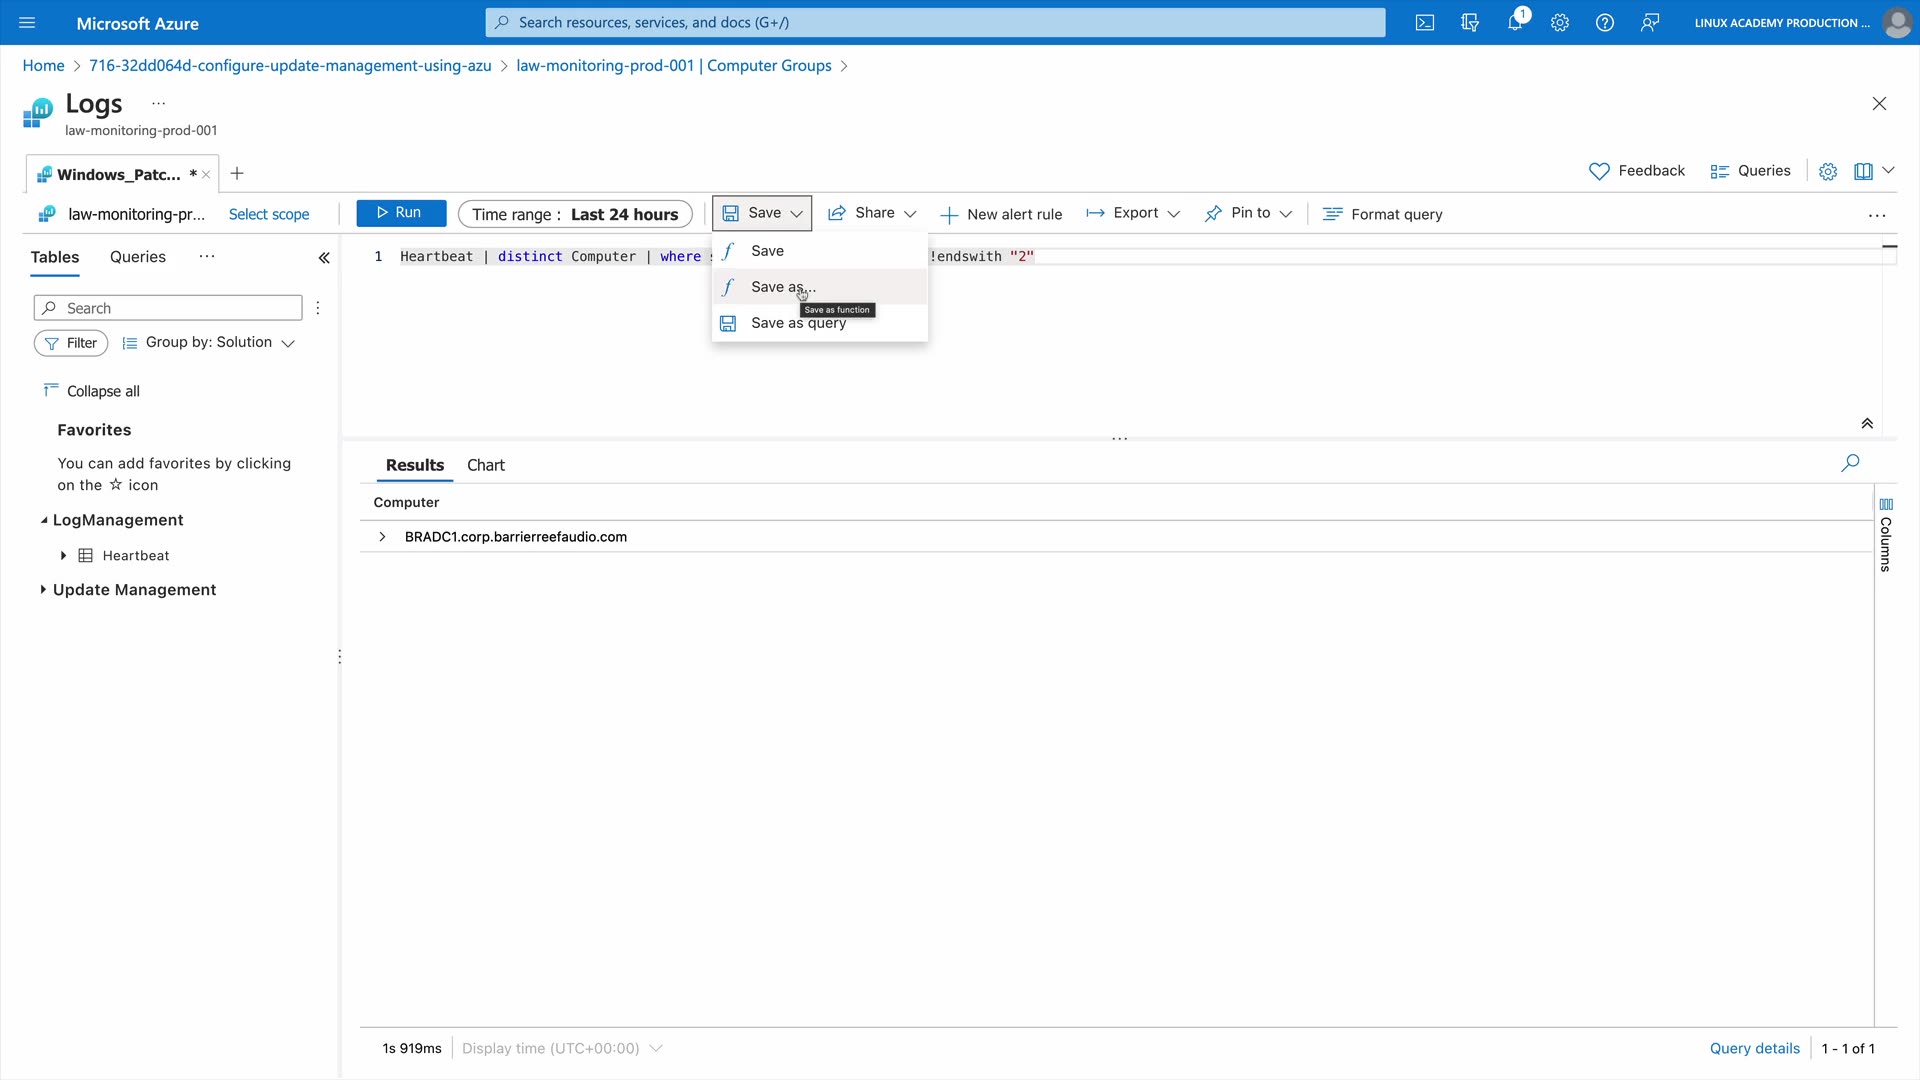 Microsoft Azure
Search resources, services, and docs (G+/)
1
LINUX ACADEMY PRODUCTION ...
Home > 716-32dd064d-configure-update-management-using-azu > law-monitoring-prod-001 | Computer Groups >
Logs ...
law-monitoring-prod-001
Windows_Patc... *
Feedback
Queries
law-monitoring-pr...
Select scope
Run
Time range : Last 24 hours
Save
Share
New alert rule
Export
Pin to
Format query
...
Tables
Queries
...
1 Heartbeat | distinct Computer | where !endswith "2"
Save
Save as...
Save as function
Save as query
Search
Filter
Group by: Solution
Collapse all
Favorites
You can add favorites by clicking
on the ☆ icon
LogManagement
Heartbeat
Update Management
Results
Chart
Computer
BRADC1.corp.barrierreefaudio.com
Columns
1s 919ms
Display time (UTC+00:00)
Query details
1 - 1 of 1